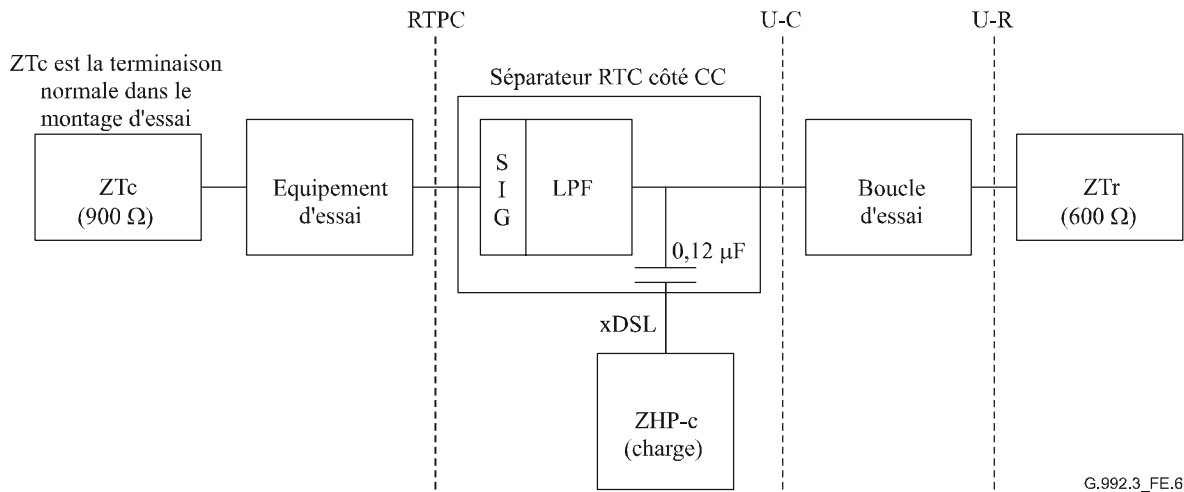 RTPC
U-C
U-R
ZTc est la terminaison
normale dans le
montage d'essai
Séparateur RTC côté CC
ZTc
(900 Ω)
Equipement
d'essai
S
I
G
LPF
Boucle
d'essai
ZTr
(600 Ω)
0,12 μF
xDSL
ZHP-c
(charge)
G.992.3_FE.6